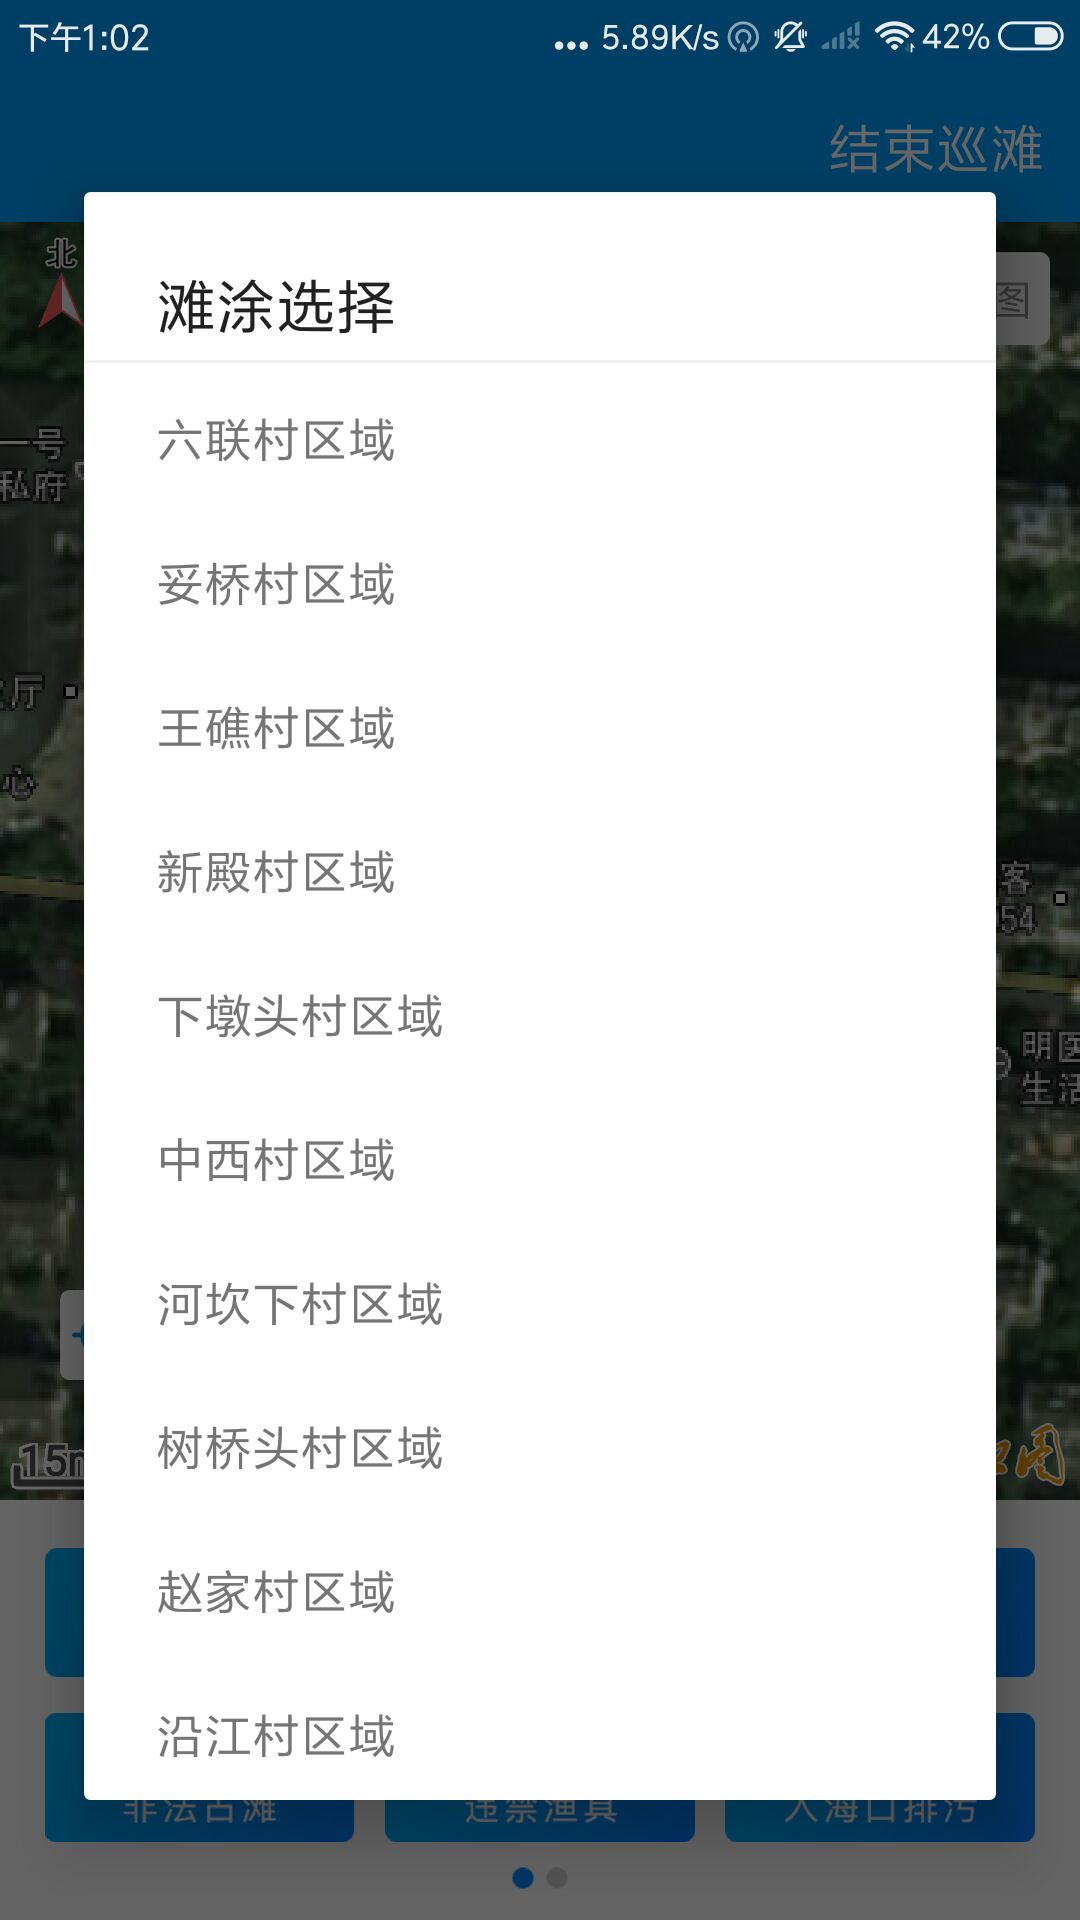 下午1:02
5.89K/s
42%
结束巡滩
北
滩涂选择
图
六联村区域
一号
私府
妥桥村区域
厅
王礁村区域
心
新殿村区域
客
54
下墩头村区域
明医
生活
中西村区域
河坎下村区域
树桥头村区域
15m
赵家村区域
沿江村区域
非法占滩
违禁渔具
入海口排污